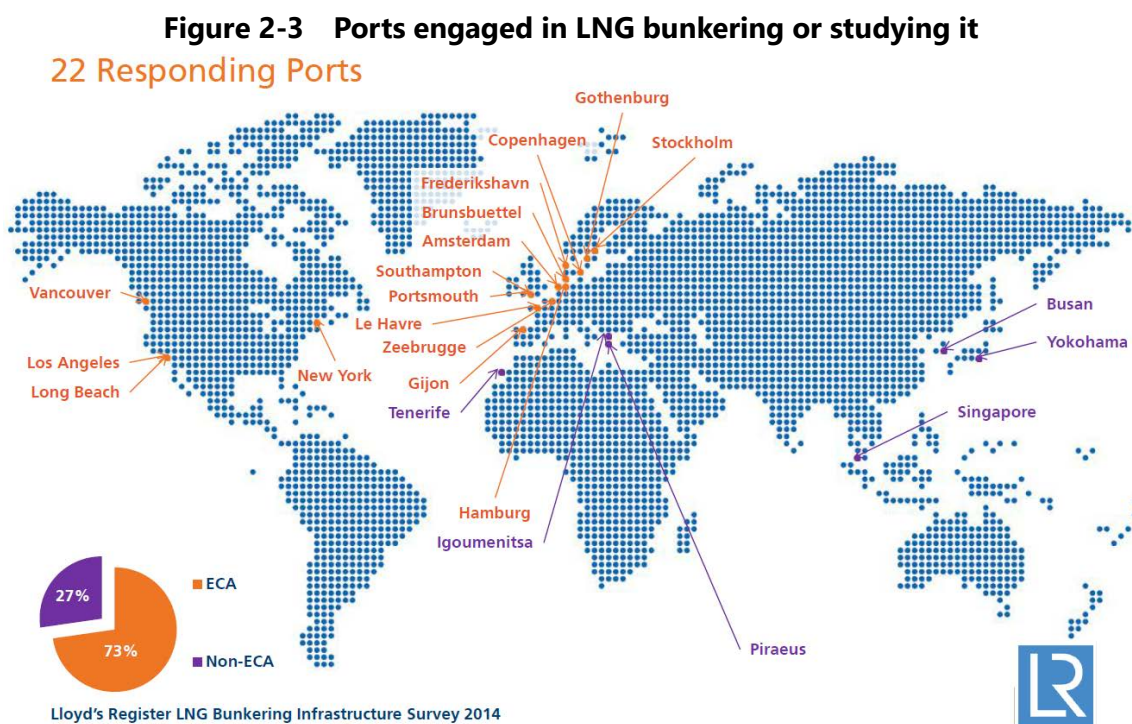 Figure 2-3 Ports engaged in LNG bunkering or studying it
22 Responding Ports
Gothenburg
Copenhagen
Stockholm
Frederikshavn
Brunsbuettel
Amsterdam
Southampton
Portsmouth
Vancouver
Le Havre
Zeebrugge
Busan
Yokohama
Los Angeles
Long Beach
New York
Gijon
Tenerife
Singapore
Hamburg
Igoumenitsa
Piraeus
27%
73%
ECA
Non-ECA
LR
Lloyd's Register LNG Bunkering Infrastructure Survey 2014